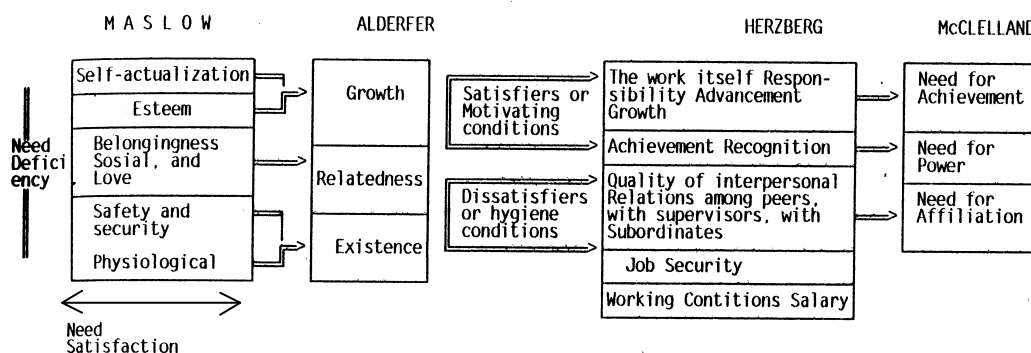 MASLOW
ALDERFER
HERZBERG
McCLELLAND
Need
Defici
ency
Self-actualization
Esteem
Belongingness
Sosial, and
Love
Safety and
security
Physiological
Need
Satisfaction
Growth
Relatedness
Existence
Satisfiers or
Motivating
conditions
Dissatisfiers
or hygiene
conditions
The work itself Respon-
sibility Advancement
Growth
Achievement Recognition
Quality of interpersonal
Relations among peers,
with supervisors, with
Subordinates
Job Security
Working Contitions Salary
Need for
Achievement
Need for
Power
Need for
Affiliation